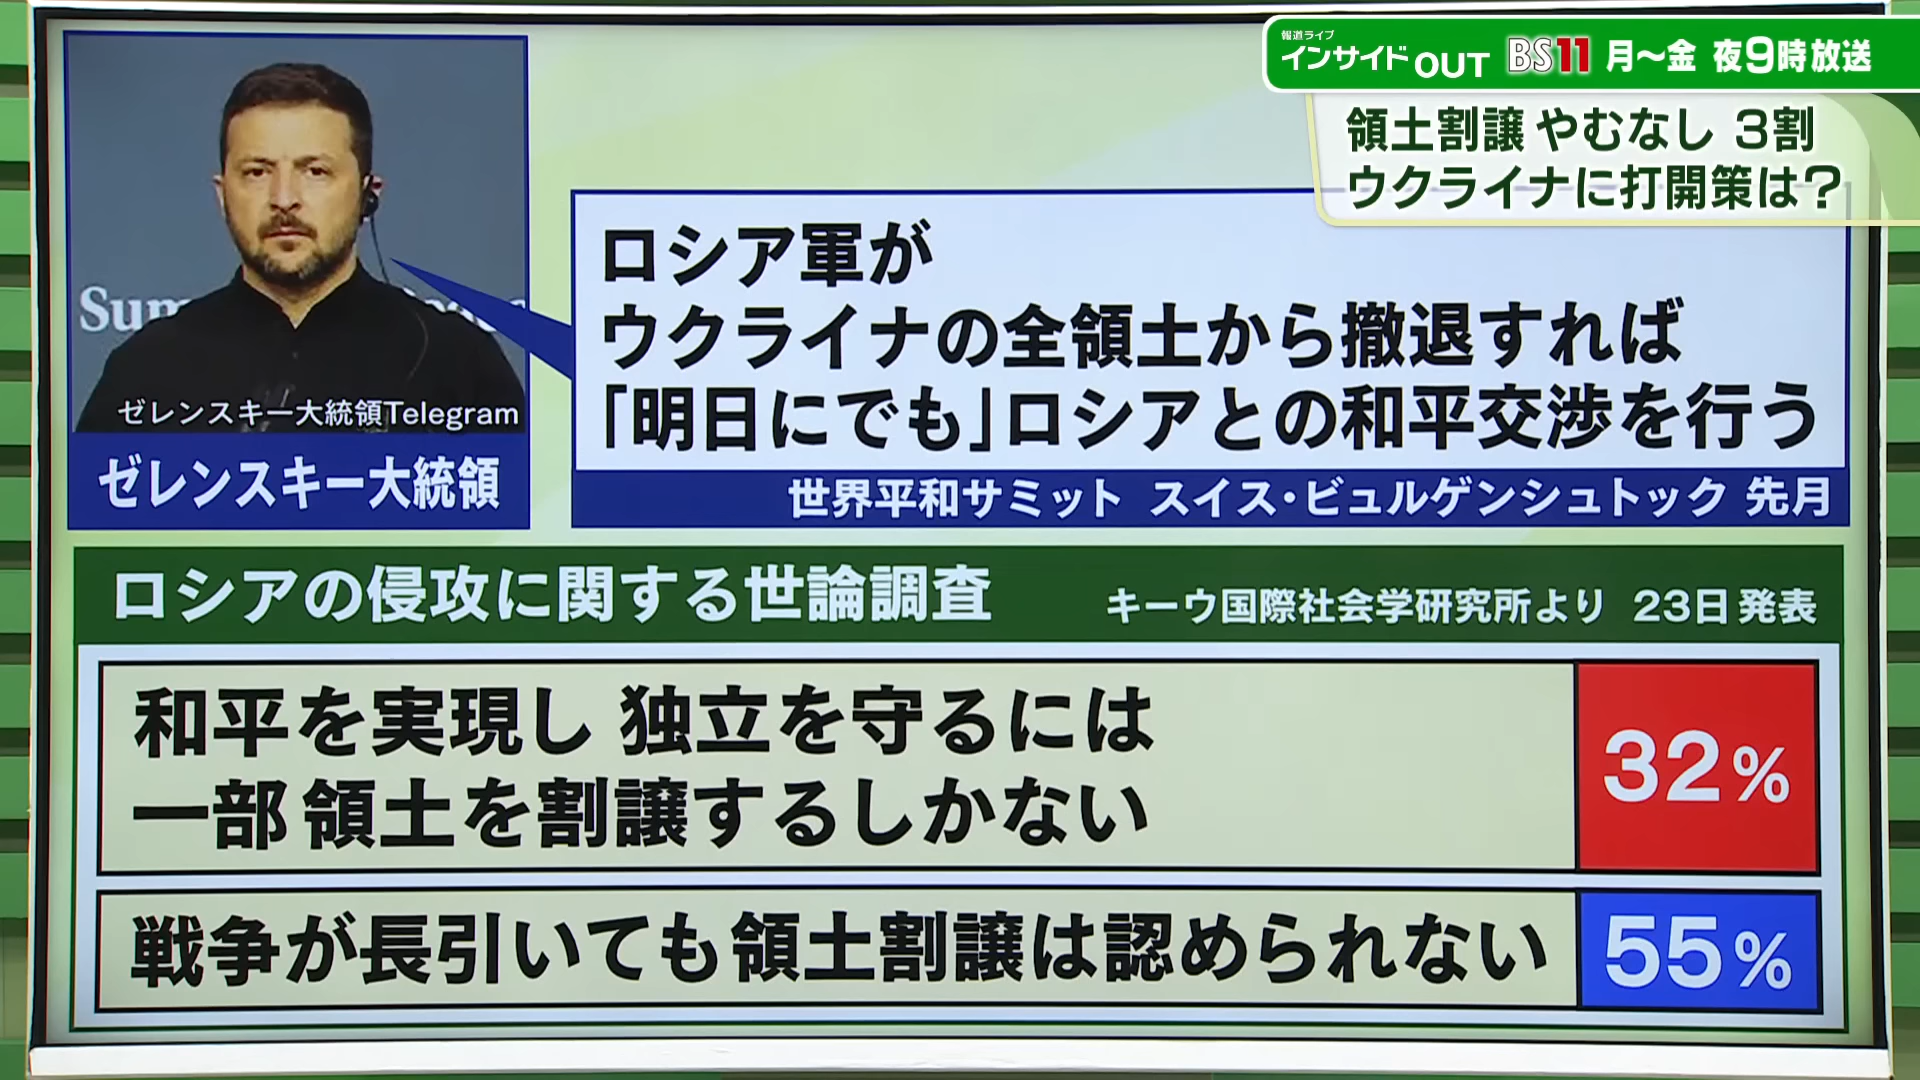 報道ライブ
インサイドOUT BS11 月～金 夜9時放送
領土割譲 やむなし 3割
ウクライナに打開策は？
ロシア軍が
ウクライナの全領土から撤退すれば
「明日にでも」ロシアとの和平交渉を行う
世界平和サミット スイス・ビュルゲンシュトック 先月
ゼレンスキー大統領Telegram
ゼレンスキー大統領
ロシアの侵攻に関する世論調査 キーウ国際社会学研究所より 23日発表
和平を実現し 独立を守るには
一部領土を割譲するしかない
32%
戦争が長引いても領土割譲は認められない
55%